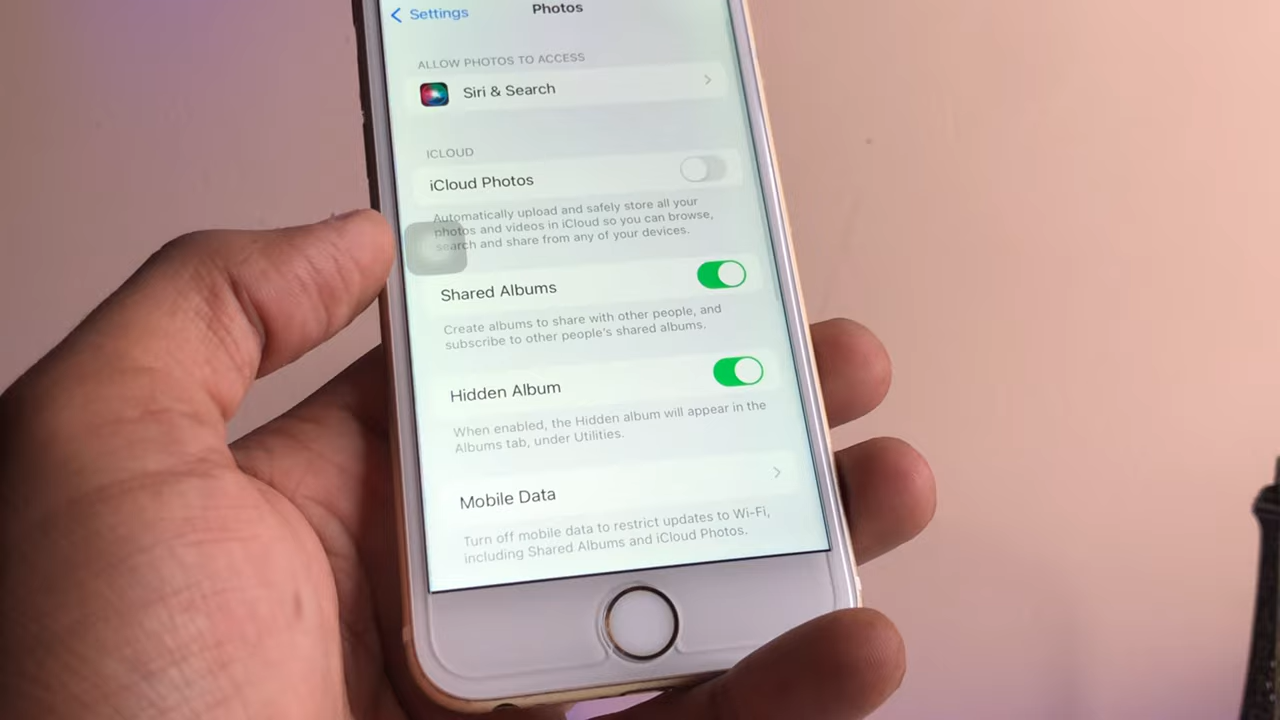 Settings
Photos
ALLOW PHOTOS TO ACCESS
Siri & Search
ICLOUD
iCloud Photos
Automatically upload and safely store all your
photos and videos in iCloud so you can browse,
search and share from any of your devices.
Shared Albums
Create albums to share with other people, and
subscribe to other people's shared albums.
Hidden Album
When enabled, the Hidden album will appear in the
Albums tab, under Utilities.
Mobile Data
Turn off mobile data to restrict updates to Wi-Fi,
including Shared Albums and iCloud Photos.